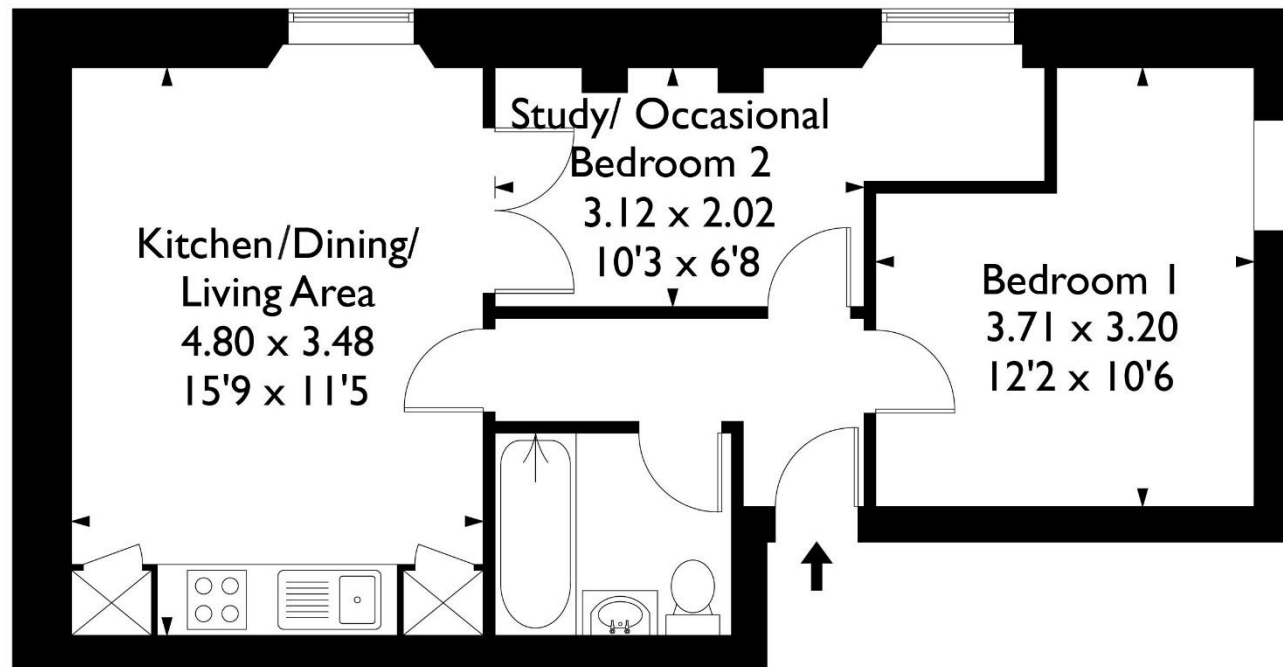 Study/ Occasional
Bedroom 2
3.12 x 2.02
10'3 x 6'8
Kitchen/Dining/
Living Area
4.80 x 3.48
15'9 x 11'5
Bedroom 1
3.71 x 3.20
12'2 x 10'6